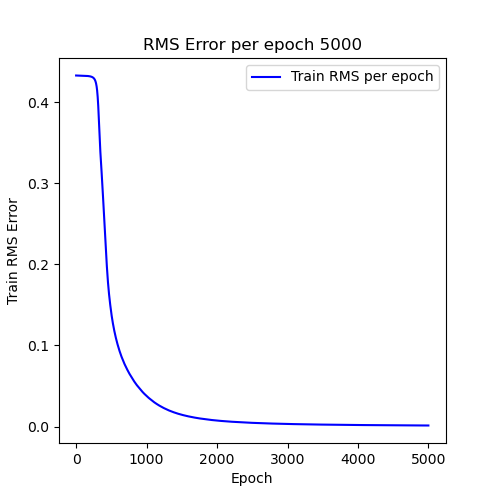 RMS Error per epoch 5000
Train RMS per epoch
Train RMS Error
0.4
0.3
0.2
0.1
0.0
0 1000 2000 3000 4000 5000
Epoch